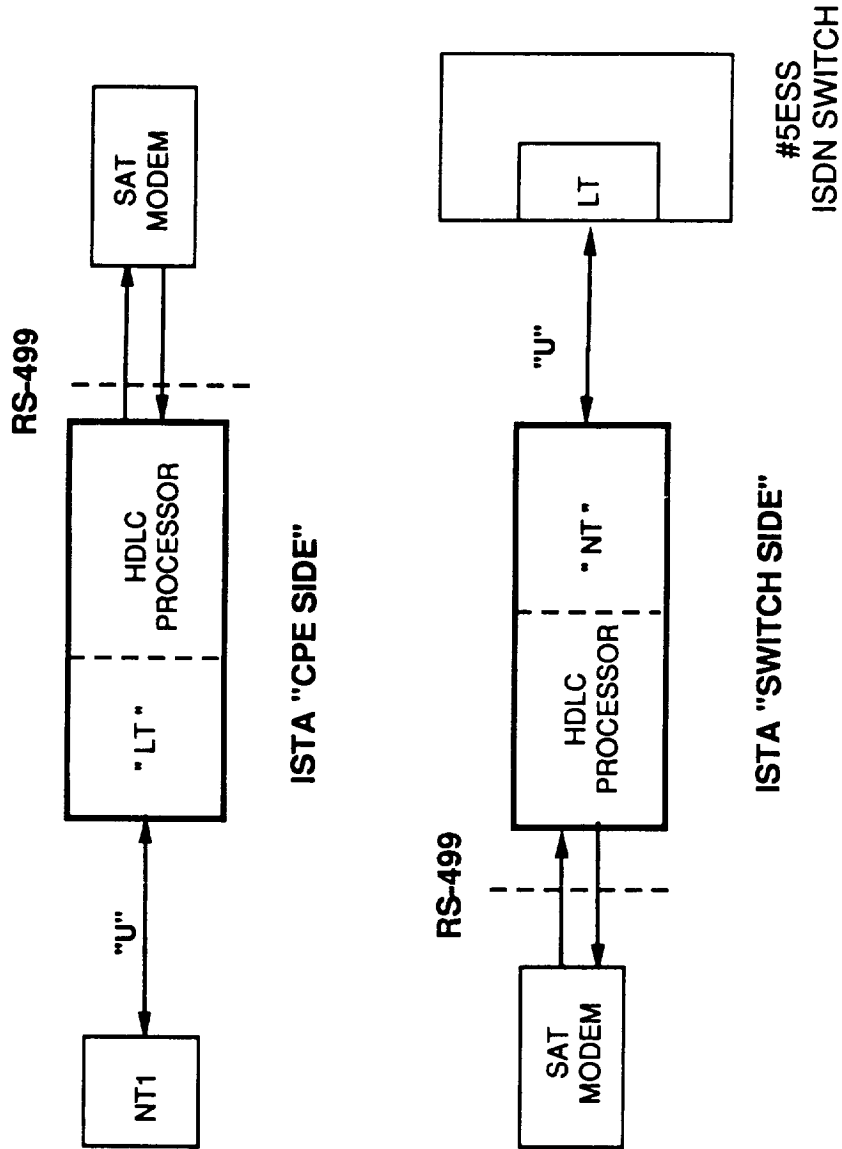 RS-499
NT1
"U"
"LT"
HDLC
PROCESSOR
SAT
MODEM
ISTA "CPE SIDE"
RS-499
SAT
MODEM
HDLC
PROCESSOR
"NT"
"U"
LT
#5ESS
ISDN SWITCH
ISTA "SWITCH SIDE"